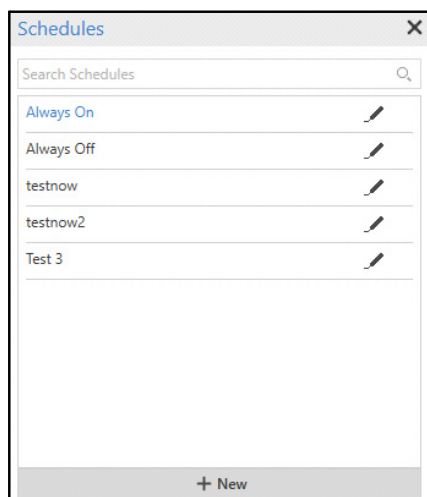 Schedules
Search Schedules
Always On
Always Off
testnow
testnow2
Test 3
+ New